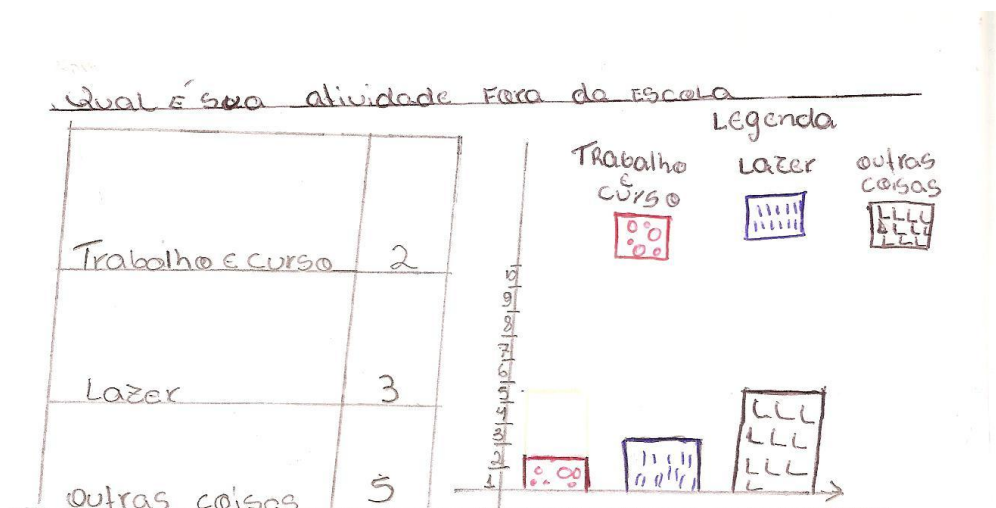 Qual é sua atividade Fora da Escola
Legenda
Trabalho e curso
Lazer
outras coisas
Trabalho e curso 2
Lazer 3
outras coisas 5
10
9
8
7
6
5
4
3
2
1